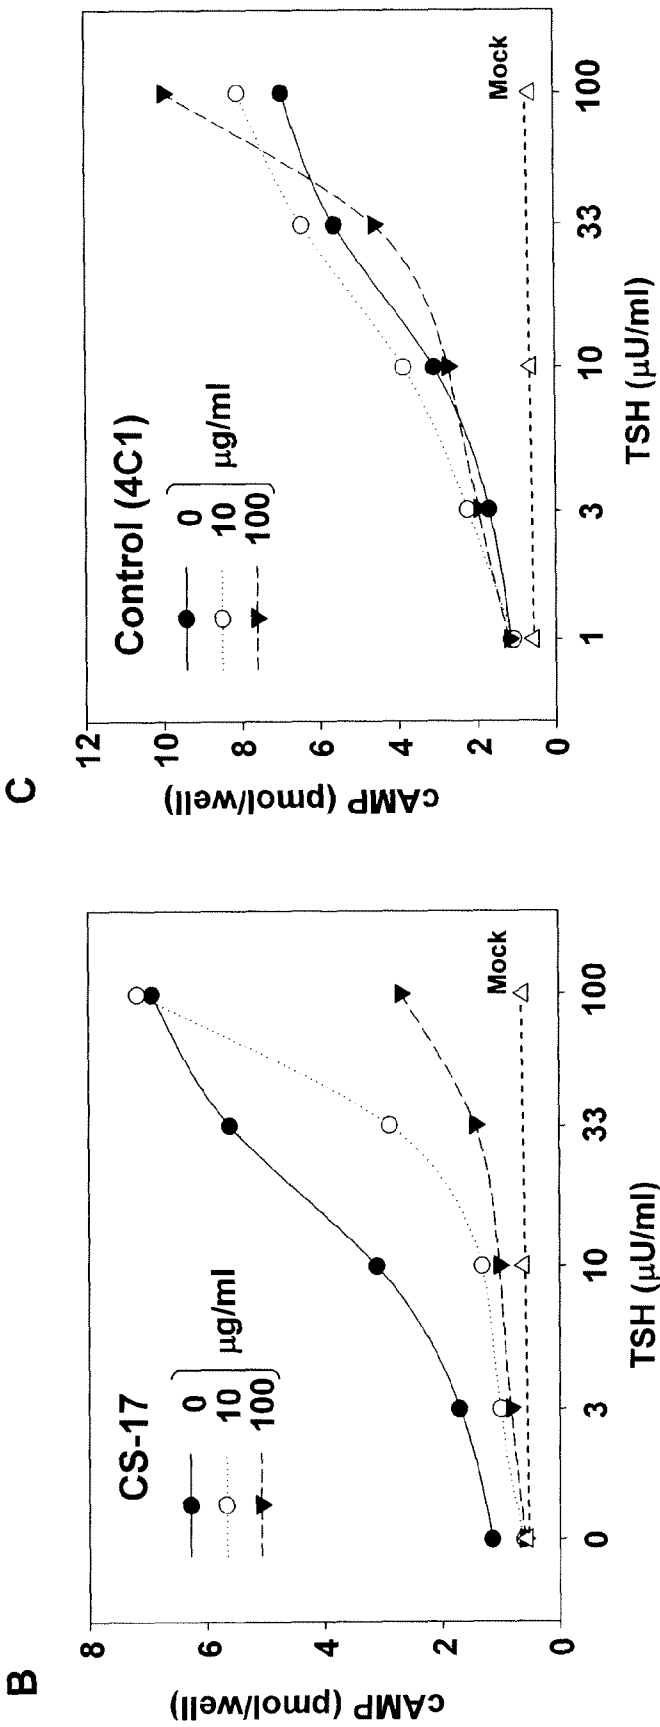 B
CS-17
0
10 µg/ml
100
Mock
8
6
4
2
0
cAMP (pmol/well)
0 3 10 33 100
TSH (µU/ml)
C
Control (4C1)
0
10 µg/ml
100
Mock
12
10
8
6
4
2
0
cAMP (pmol/well)
1 3 10 33 100
TSH (µU/ml)